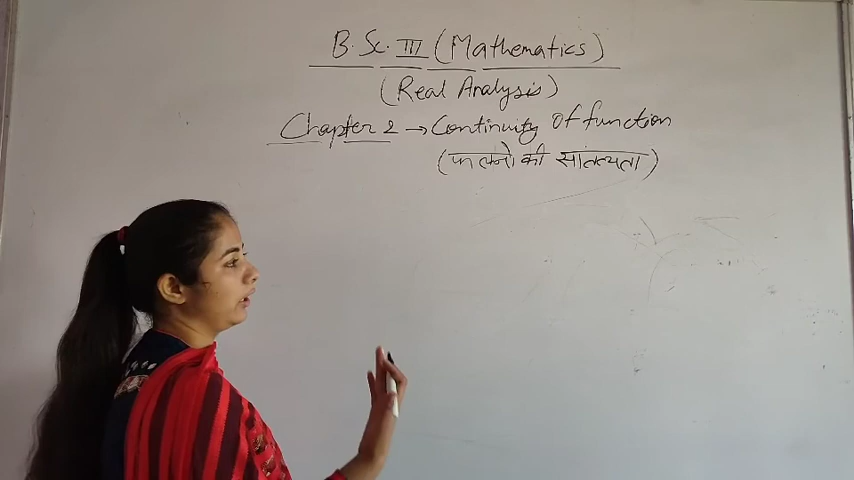 B.Sc. III (Mathematics)
(Real Analysis)
Chapter 2 → Continuity Of function
(फलनो की सांतत्यता)